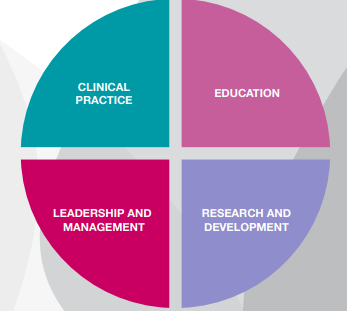 CLINICAL
PRACTICE
EDUCATION
LEADERSHIP AND
MANAGEMENT
RESEARCH AND
DEVELOPMENT